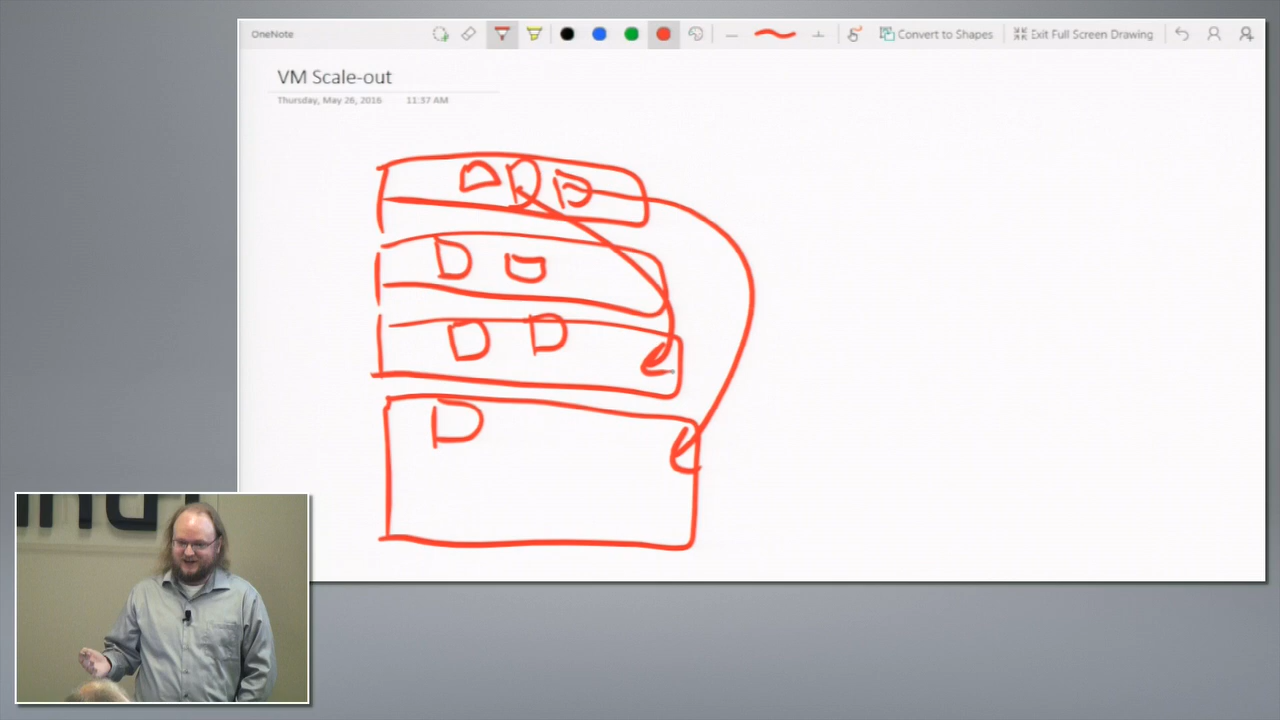 OneNote
Convert to Shapes
Exit Full Screen Drawing
VM Scale-out
Thursday, May 26, 2016 11:37 AM